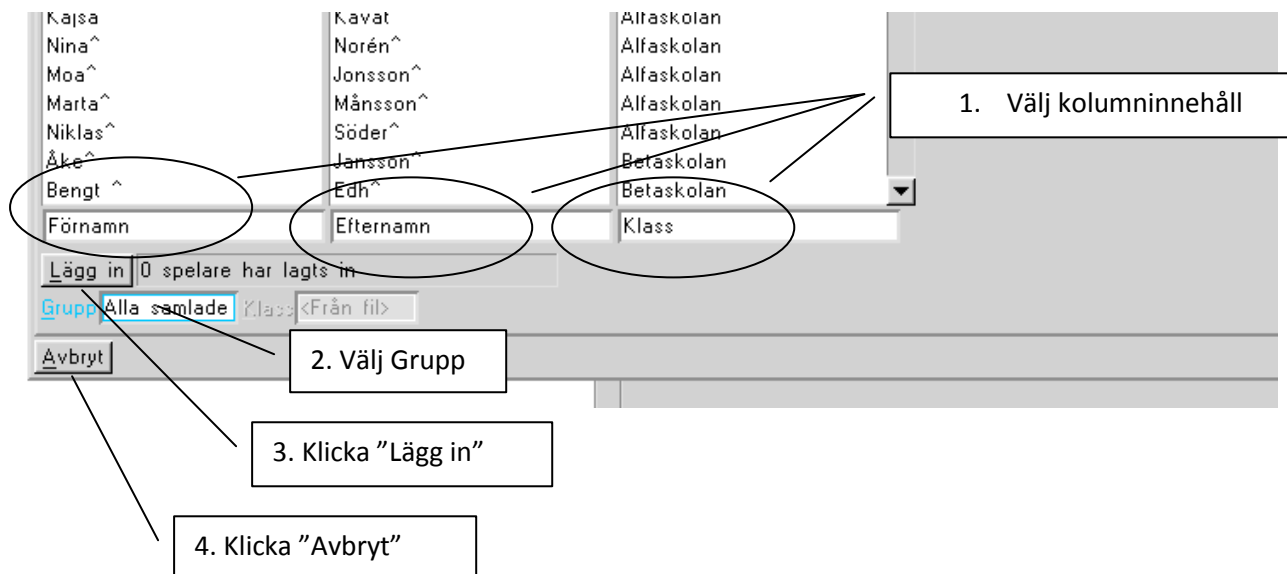 Kajsa Kavat Alfaskolan
Nina^ Norén^ Alfaskolan
Moa^ Jonsson^ Alfaskolan
Marta^ Månsson^ Alfaskolan
Niklas^ Söder^ Alfaskolan
Åke^ Jansson^ Betaskolan
Bengt ^ Edh^ Betaskolan
Förnamn Efternamn Klass
1. Välj kolumninnehåll
Lägg in 0 spelare har lagts in
Grupp Alla samlade Klass <Från fil>
Avbryt
2. Välj Grupp
3. Klicka ”Lägg in”
4. Klicka ”Avbryt”